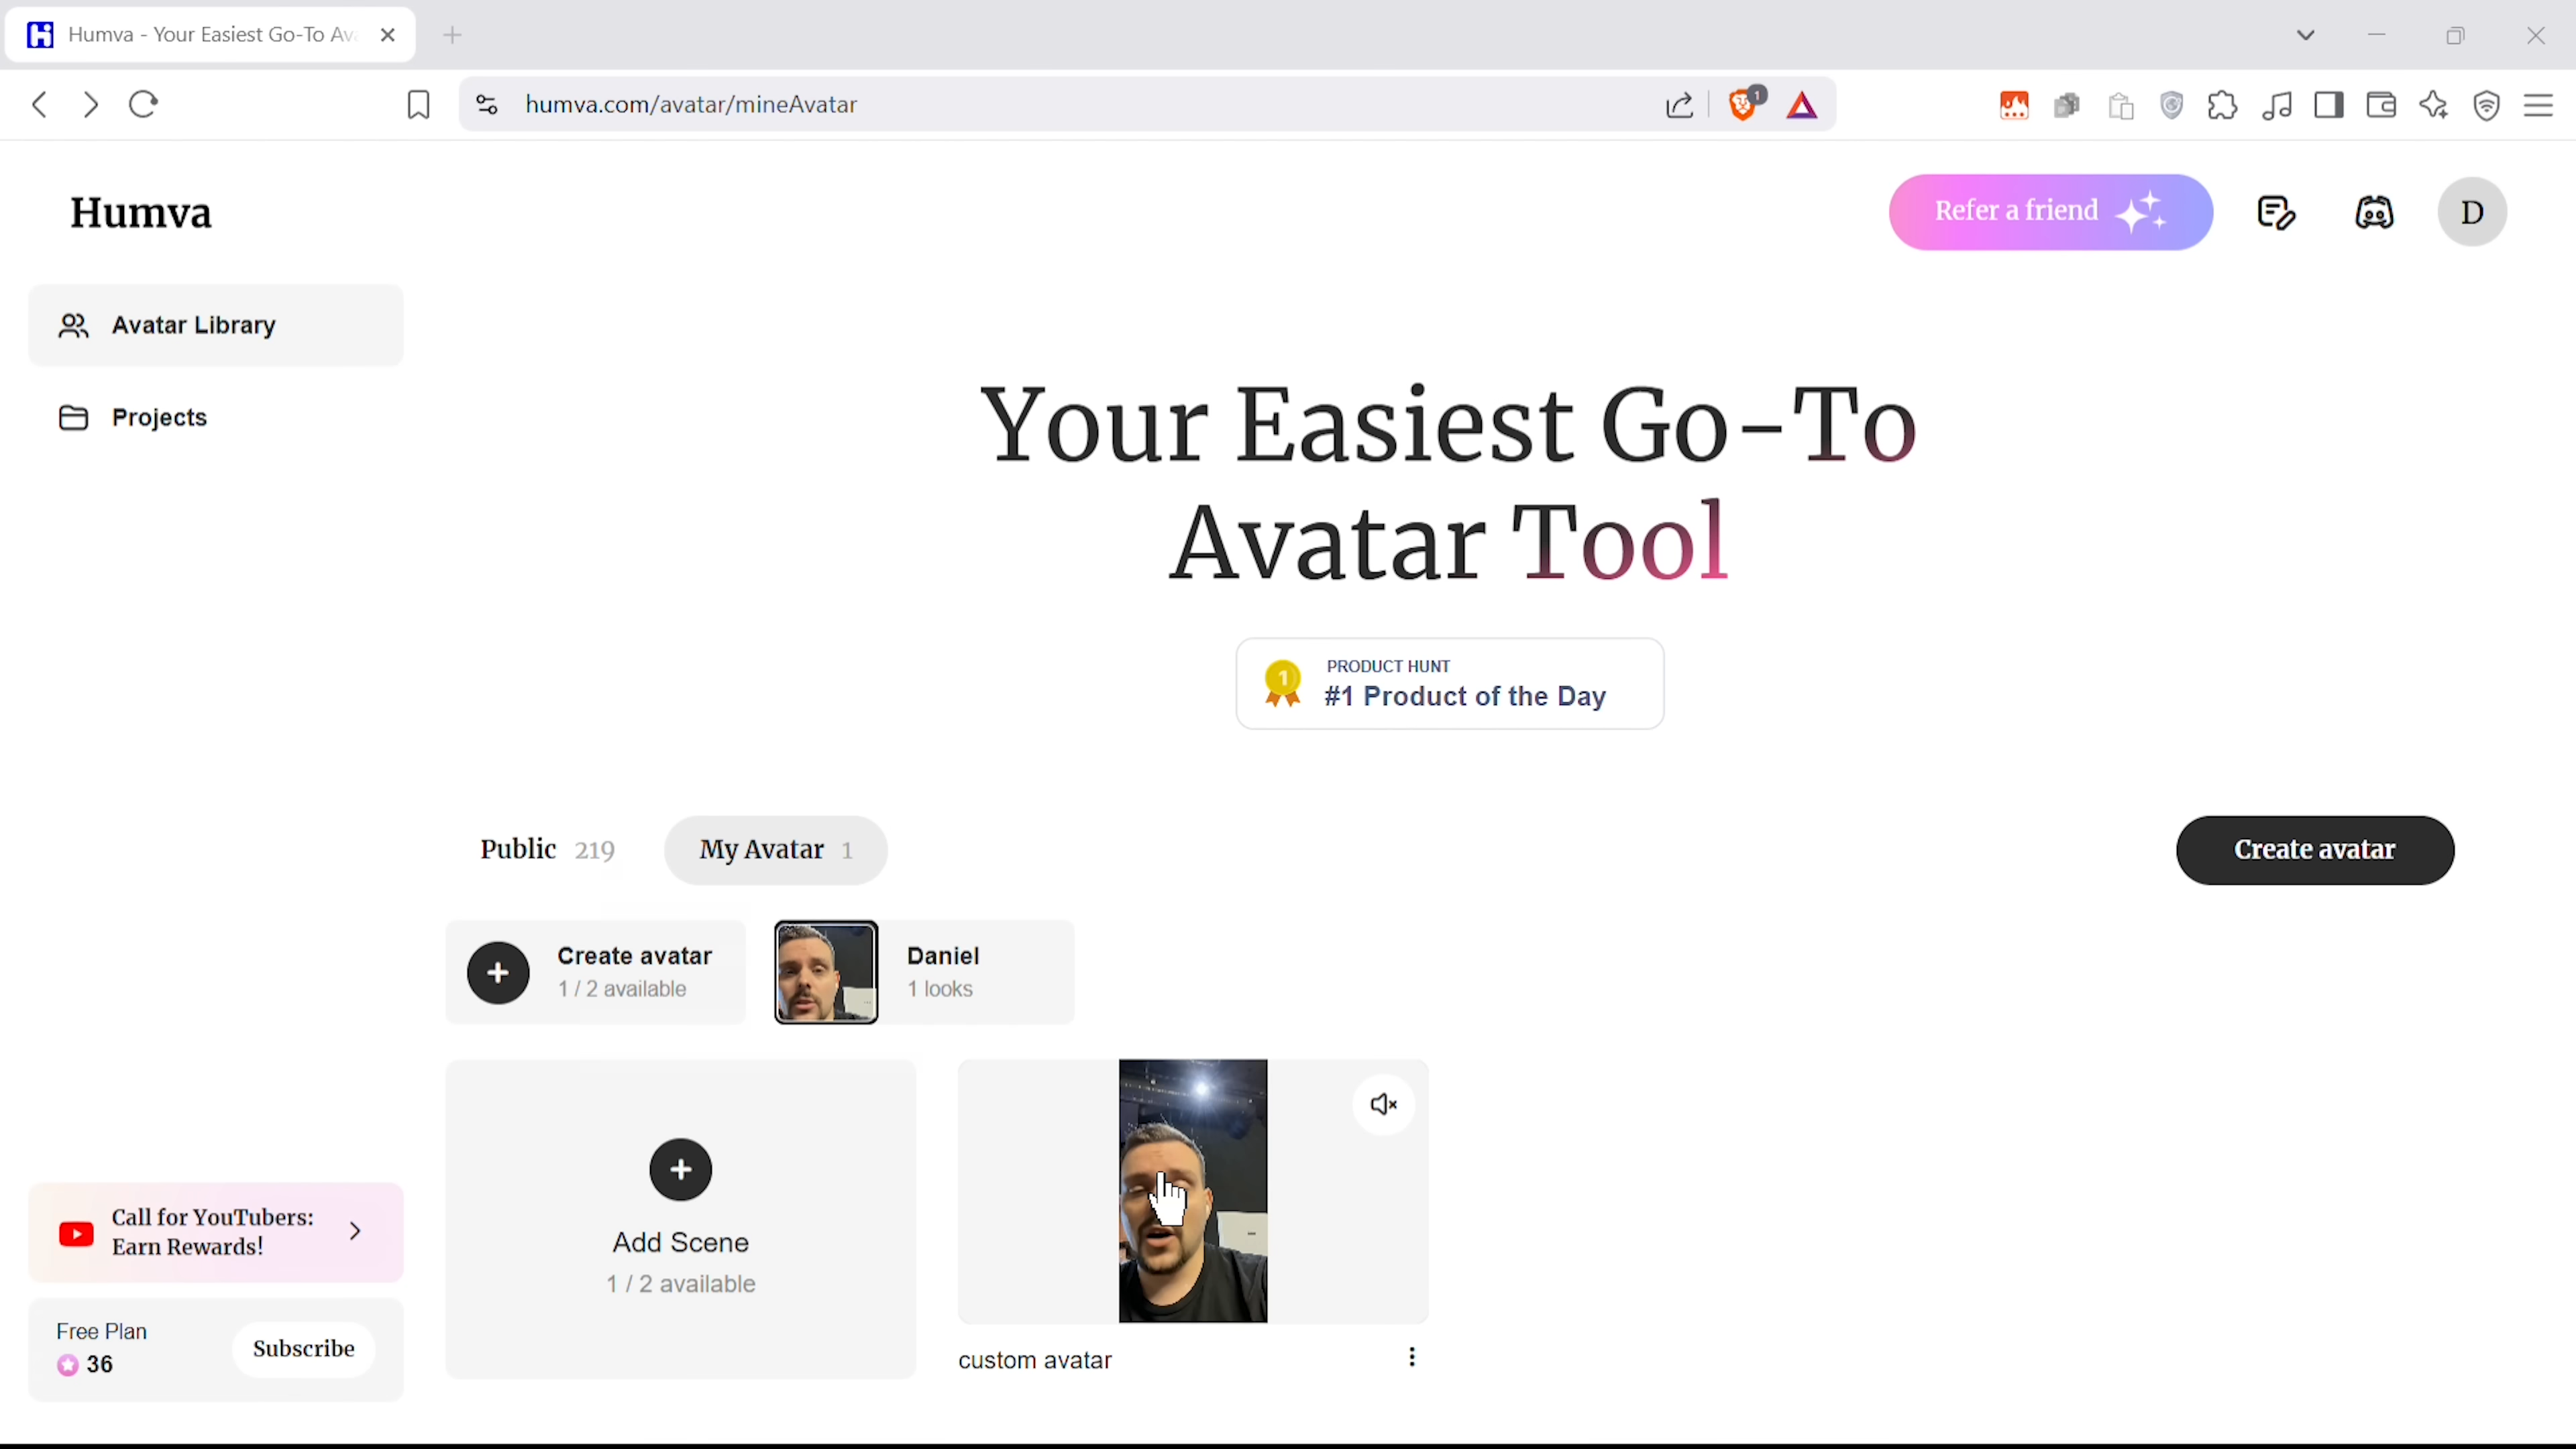 Humva - Your Easiest Go-To Av
humva.com/avatar/mineAvatar
1
Humva
Refer a friend
D
Avatar Library
Projects
Your Easiest Go-To
Avatar Tool
1
PRODUCT HUNT
#1 Product of the Day
Public 219
My Avatar 1
Create avatar
Create avatar
1 / 2 available
Daniel
1 looks
Add Scene
1 / 2 available
custom avatar
Call for YouTubers:
Earn Rewards!
Free Plan
36
Subscribe